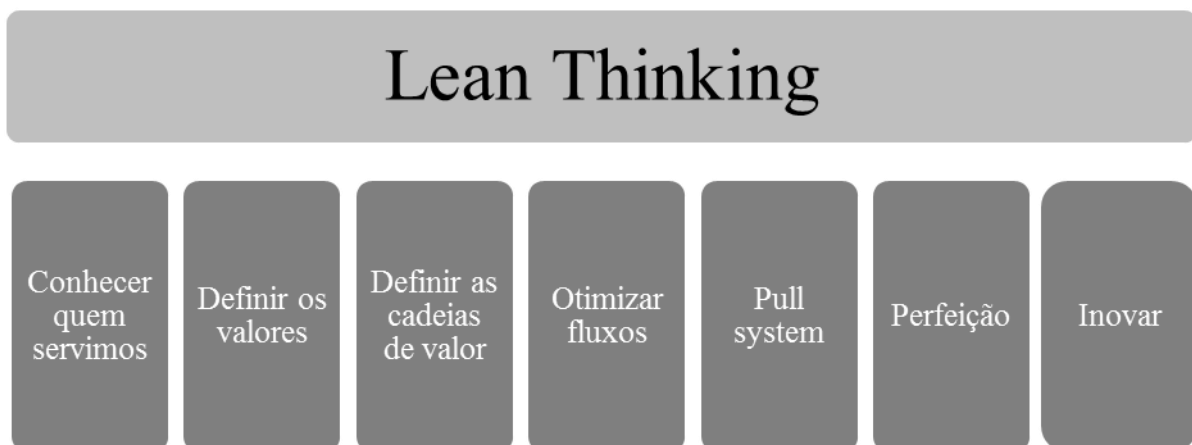 Lean Thinking
Conhecer
quem
servimos
Definir os
valores
Definir as
cadeias
de valor
Otimizar
fluxos
Pull
system
Perfeição
Inovar